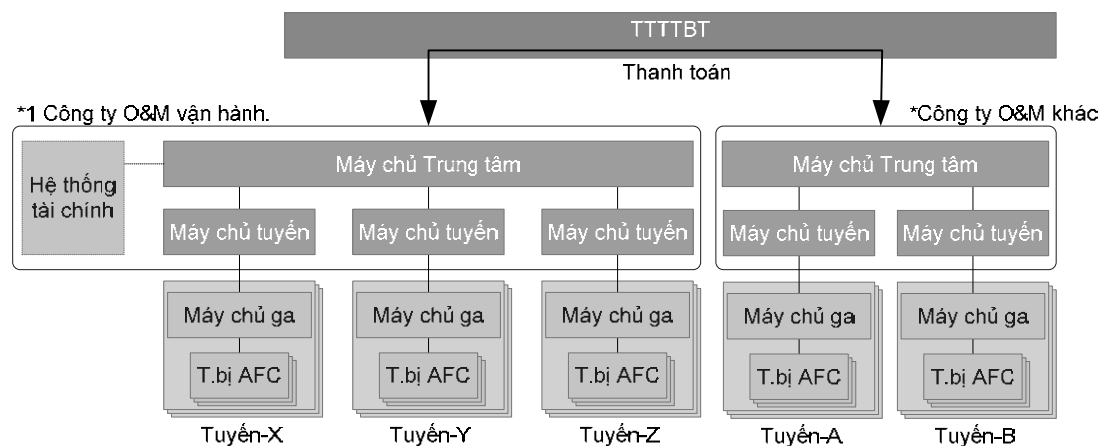 TTTTBT
Thanh toán
*1 Công ty O&M vận hành.
*Công ty O&M khác
Hệ thống
tài chính
Máy chủ Trung tâm
Máy chủ Trung tâm
Máy chủ tuyến
Máy chủ tuyến
Máy chủ tuyến
Máy chủ tuyến
Máy chủ tuyến
Máy chủ ga
Máy chủ ga
Máy chủ ga
Máy chủ ga
Máy chủ ga
T.bị AFC
T.bị AFC
T.bị AFC
T.bị AFC
T.bị AFC
Tuyến-X
Tuyến-Y
Tuyến-Z
Tuyến-A
Tuyến-B